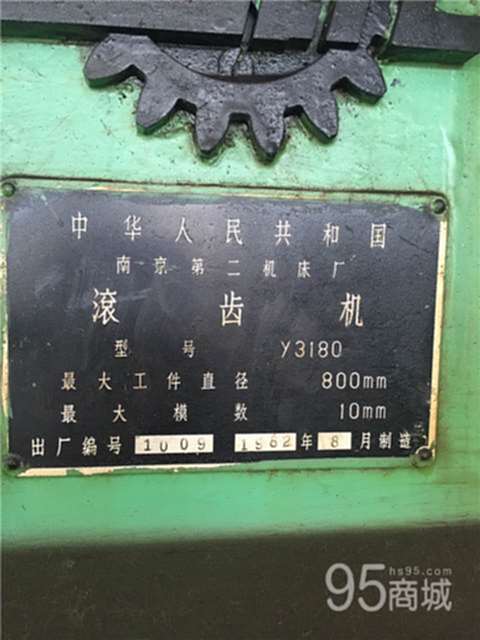 中华人民共和国
南京第二机床厂
滚齿机
型号 Y3180
最大工件直径 800mm
最大模数 10mm
出厂编号 1009 1962年8月制造
95商城
hs95.com